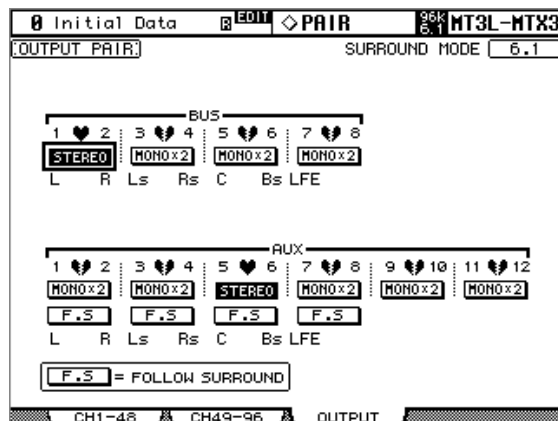 0 Initial Data EDIT ◇PAIR 96k 6.1 MT3L-MTX3
OUTPUT PAIR SURROUND MODE 6.1
BUS
1 2 3 4 5 6 7 8
STEREO MONO×2 MONO×2 MONO×2
L R Ls Rs C Bs LFE
AUX
1 2 3 4 5 6 7 8 9 10 11 12
MONO×2 MONO×2 STEREO MONO×2 MONO×2 MONO×2
F.S F.S F.S F.S
L R Ls Rs C Bs LFE
F.S = FOLLOW SURROUND
CH1-48 CH49-96 OUTPUT